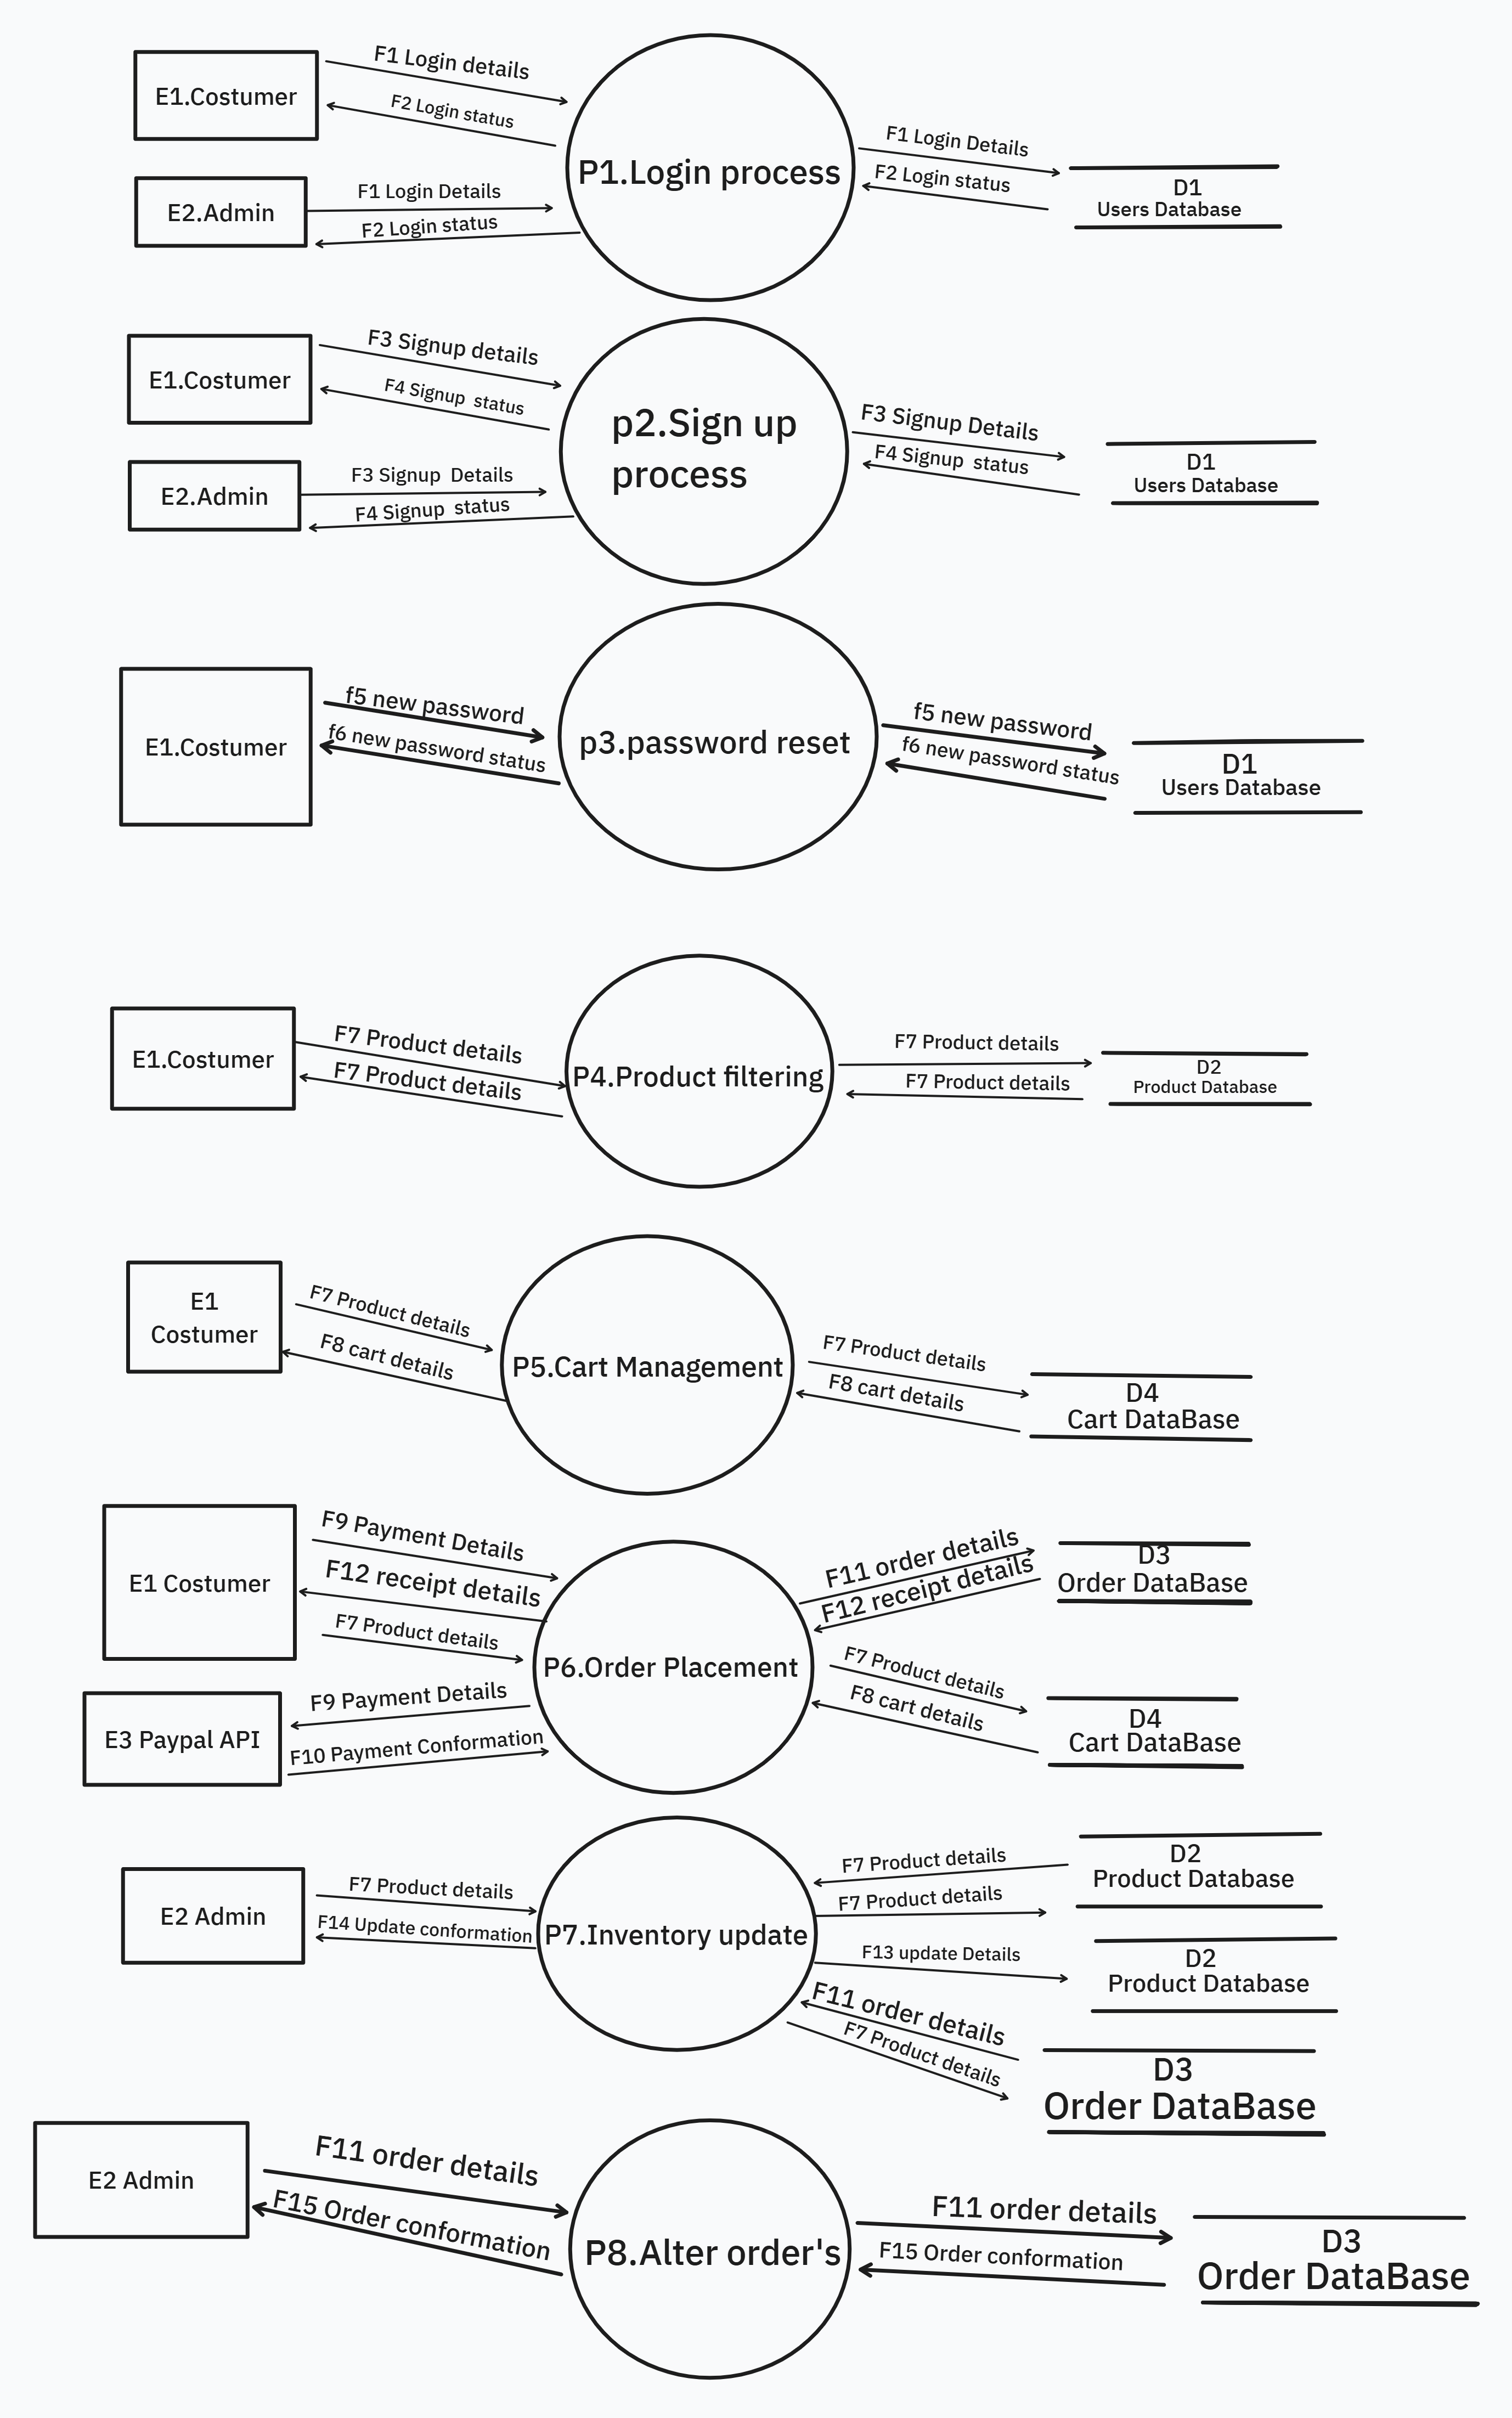 F1 Login details
E1.Costumer
F2 Login status
F1 Login Details
P1.Login process
F2 Login status
D1
Users Database
F1 Login Details
E2.Admin
F2 Login status
F3 Signup details
E1.Costumer
F4 Signup  status
p2.Sign up
process
F3 Signup Details
F4 Signup  status
D1
Users Database
F3 Signup  Details
E2.Admin
F4 Signup  status
f5 new password
E1.Costumer
f6 new password status
p3.password reset
f5 new password
f6 new password status
D1
Users Database
F7 Product details
E1.Costumer
F7 Product details
P4.Product filtering
F7 Product details
F7 Product details
D2
Product Database
E1
Costumer
F7 Product details
F8 cart details
P5.Cart Management
F7 Product details
F8 cart details
D4
Cart DataBase
F9 Payment Details
E1 Costumer
F12 receipt details
F7 Product details
P6.Order Placement
F11 order details
F12 receipt details
D3
Order DataBase
F7 Product details
F8 cart details
D4
Cart DataBase
F9 Payment Details
E3 Paypal API
F10 Payment Conformation
F7 Product details
E2 Admin
F14 Update conformation
P7.Inventory update
F7 Product details
F7 Product details
D2
Product Database
F13 update Details
D2
Product Database
F11 order details
F7 Product details
D3
Order DataBase
F11 order details
E2 Admin
F15 Order conformation
P8.Alter order's
F11 order details
F15 Order conformation
D3
Order DataBase